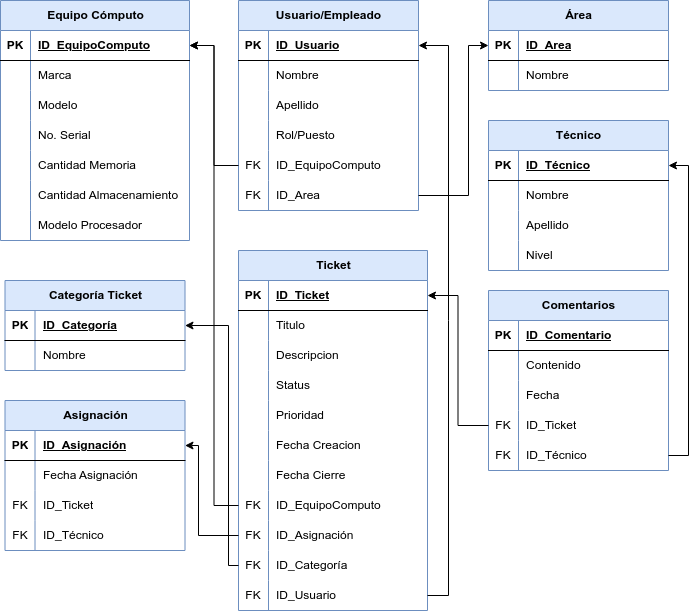 Equipo Cómputo
PK ID_EquipoComputo
Marca
Modelo
No. Serial
Cantidad Memoria
Cantidad Almacenamiento
Modelo Procesador
Usuario/Empleado
PK ID_Usuario
Nombre
Apellido
Rol/Puesto
FK ID_EquipoComputo
FK ID_Area
Área
PK ID_Area
Nombre
Técnico
PK ID_Técnico
Nombre
Apellido
Nivel
Categoría Ticket
PK ID_Categoría
Nombre
Asignación
PK ID_Asignación
Fecha Asignación
FK ID_Ticket
FK ID_Técnico
Ticket
PK ID_Ticket
Titulo
Descripcion
Status
Prioridad
Fecha Creacion
Fecha Cierre
FK ID_EquipoComputo
FK ID_Asignación
FK ID_Categoría
FK ID_Usuario
Comentarios
PK ID_Comentario
Contenido
Fecha
FK ID_Ticket
FK ID_Técnico